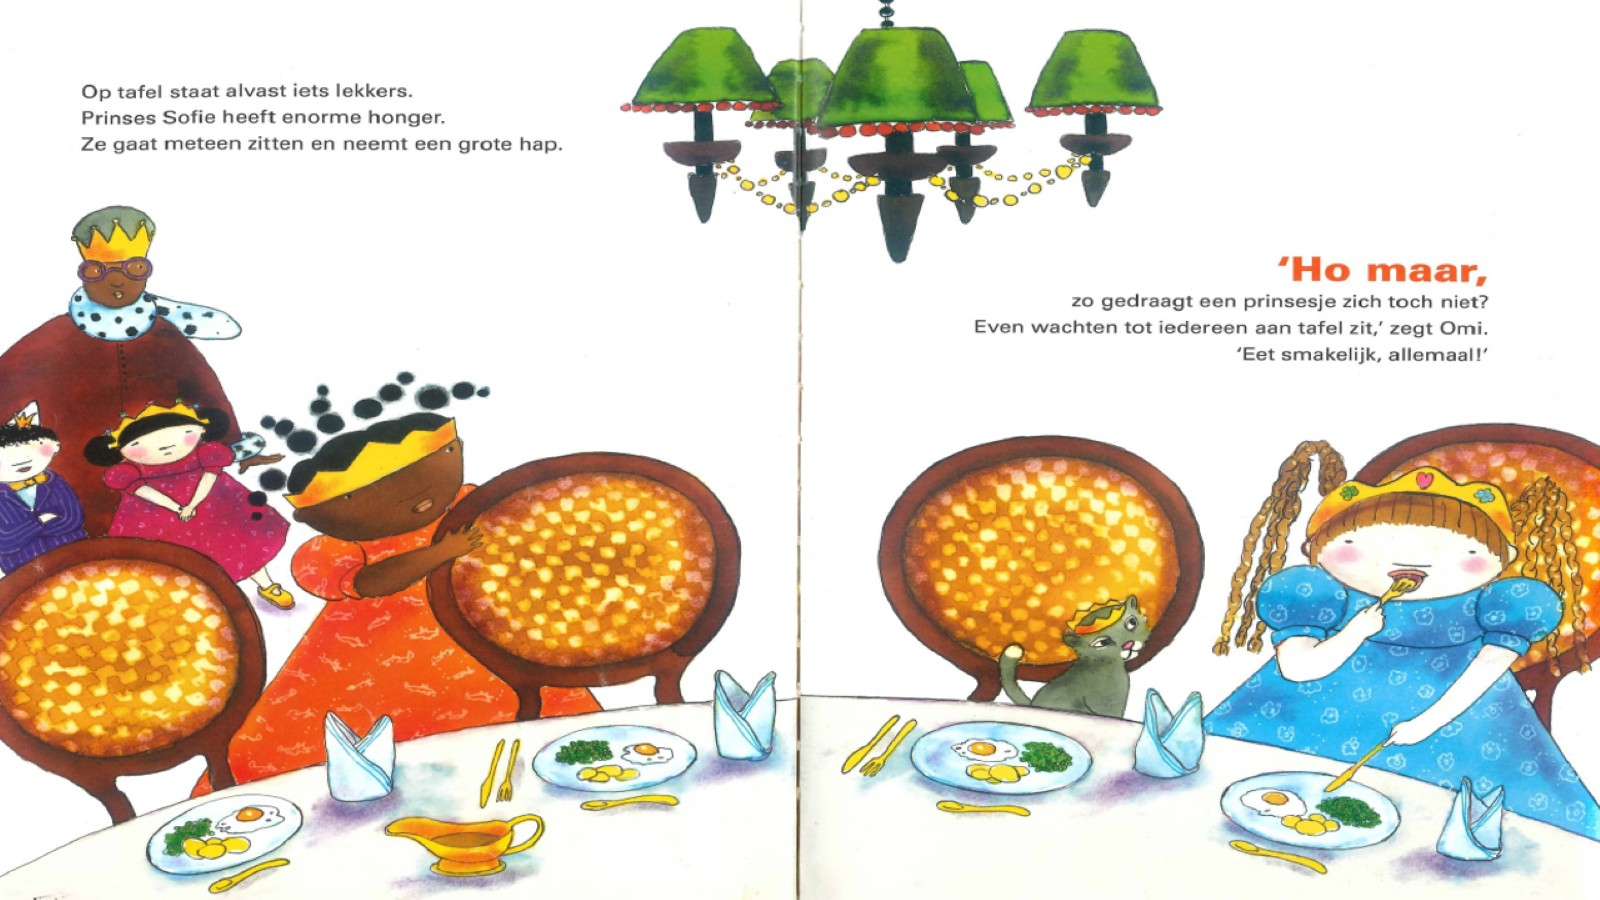 Op tafel staat alvast iets lekkers.
Prinses Sofie heeft enorme honger.
Ze gaat meteen zitten en neemt een grote hap.
‘Ho maar,
zo gedraagt een prinsesje zich toch niet?
Even wachten tot iedereen aan tafel zit,’ zegt Omi.
‘Eet smakelijk, allemaal!’